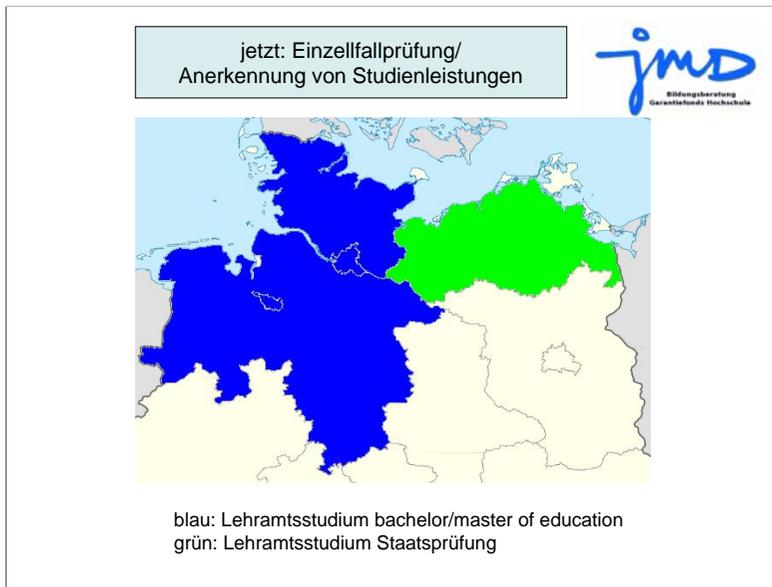 jetzt: Einzellfallprüfung/
Anerkennung von Studienleistungen
jmD
Bildungsberatung
Garantiefonds Hochschule
blau: Lehramtsstudium bachelor/master of education
grün: Lehramtsstudium Staatsprüfung